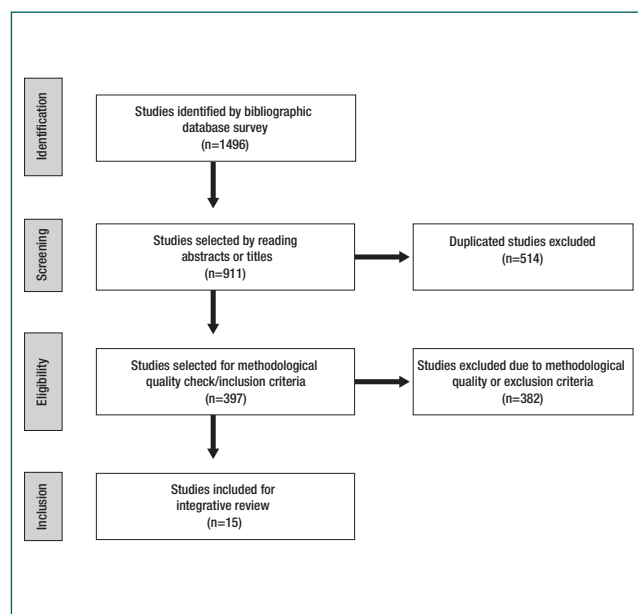 Identification
Studies identified by bibliographic
database survey
(n=1496)
Screening
Studies selected by reading
abstracts or titles
(n=911)
Duplicated studies excluded
(n=514)
Eligibility
Studies selected for methodological
quality check/inclusion criteria
(n=397)
Studies excluded due to methodological
quality or exclusion criteria
(n=382)
Inclusion
Studies included for
integrative review
(n=15)